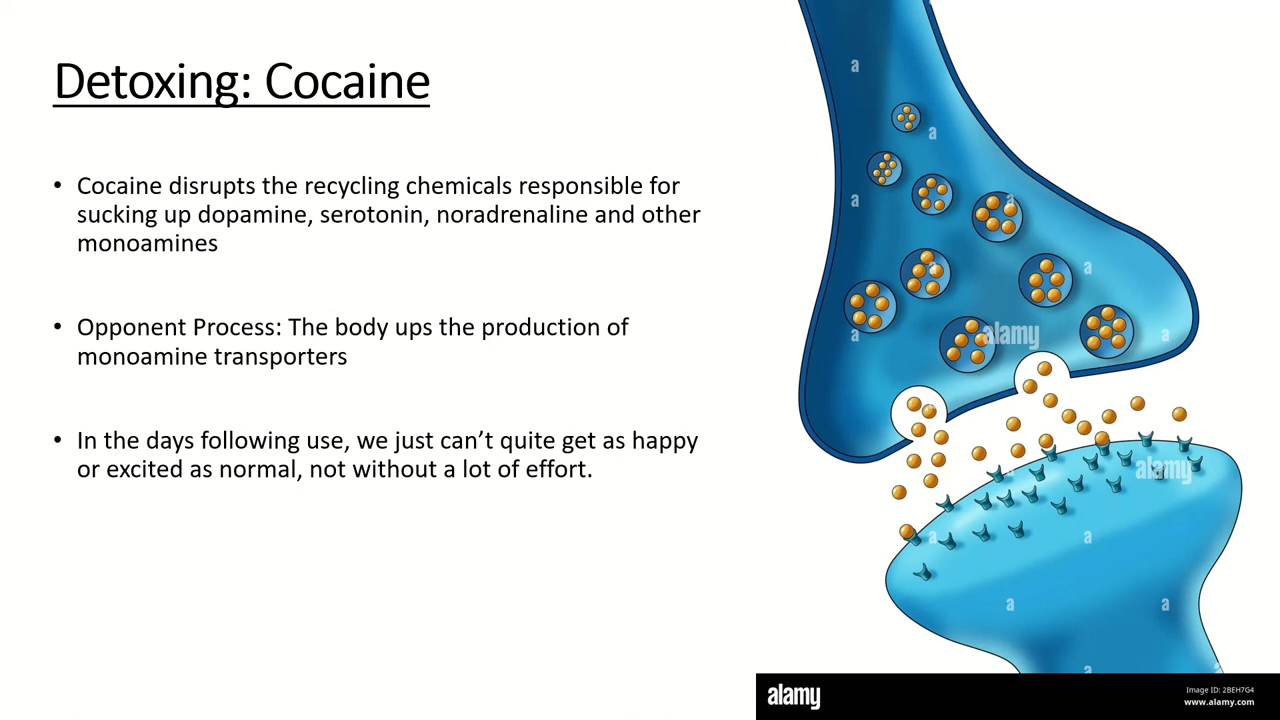 Detoxing: Cocaine
• Cocaine disrupts the recycling chemicals responsible for
sucking up dopamine, serotonin, noradrenaline and other
monoamines
• Opponent Process: The body ups the production of
monoamine transporters
• In the days following use, we just can’t quite get as happy
or excited as normal, not without a lot of effort.
a
a
a
a
a
a
a
alamy
a
a
a
alamy
a
a
a
a
a
alamy
Image ID: 2BEH7G4
www.alamy.com